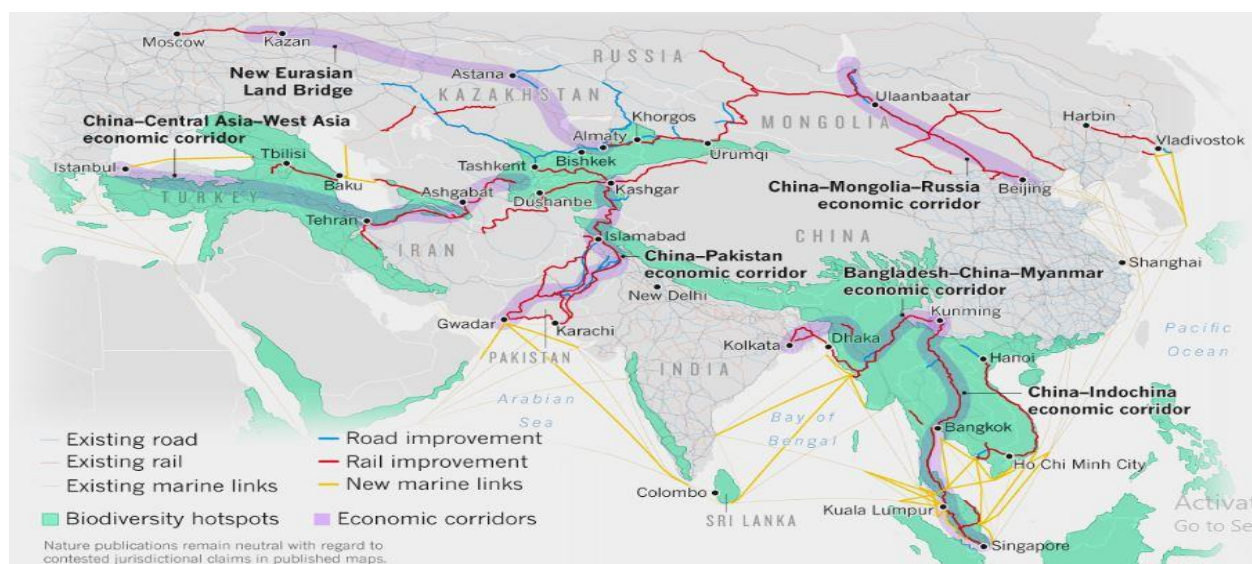 Moscow
Kazan
RUSSIA
New Eurasian
Land Bridge
Astana
KAZAKHSTAN
Ulaanbaatar
Harbin
China–Central Asia–West Asia
economic corridor
Khorgos
MONGOLIA
Vladivostok
Almaty
Istanbul
Tbilisi
Tashkent
Bishkek
Urumqi
Baku
Ashgabat
Kashgar
China–Mongolia–Russia
economic corridor
Beijing
TURKEY
Dushanbe
Tehran
IRAN
Islamabad
CHINA
China–Pakistan
economic corridor
Bangladesh–China–Myanmar
economic corridor
Shanghai
New Delhi
Kunming
Gwadar
Karachi
PAKISTAN
Kolkata
Dhaka
Pacific
Ocean
INDIA
Hanoi
Arabian
Sea
Bay of
Bengal
China–Indochina
economic corridor
Bangkok
Ho Chi Minh City
Colombo
SRI LANKA
Kuala Lumpur
Singapore
Existing road
Road improvement
Existing rail
Rail improvement
Existing marine links
New marine links
Biodiversity hotspots
Economic corridors
Nature publications remain neutral with regard to
contested jurisdictional claims in published maps.
Activat
Go to Se